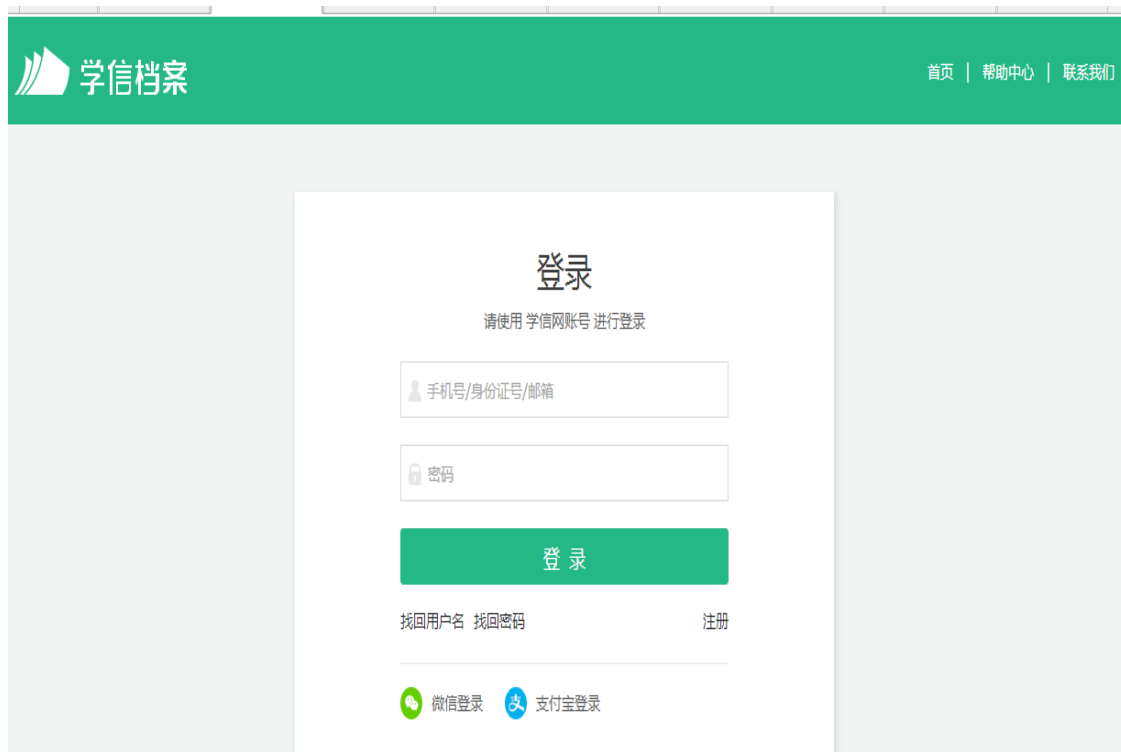 学信档案
首页 | 帮助中心 | 联系我们
登录
请使用 学信网账号 进行登录
手机号/身份证号/邮箱
密码
登 录
找回用户名 找回密码 注册
微信登录 支付宝登录